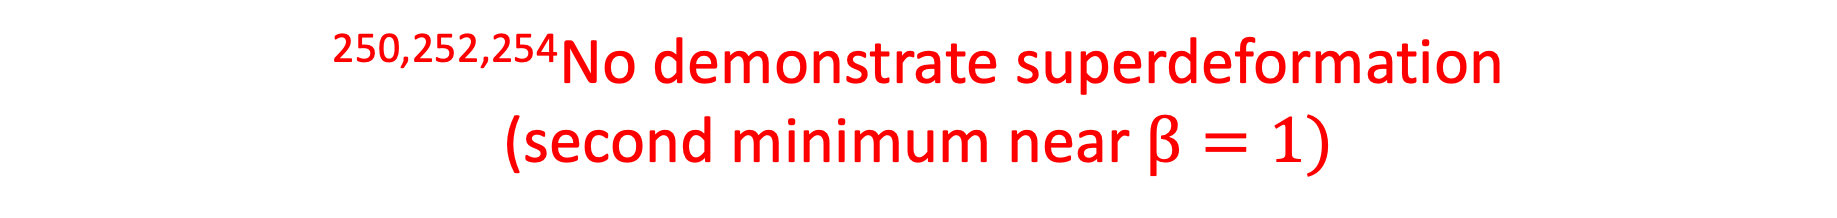 ²⁵⁰,²⁵²,²⁵⁴No demonstrate superdeformation
(second minimum near β = 1)